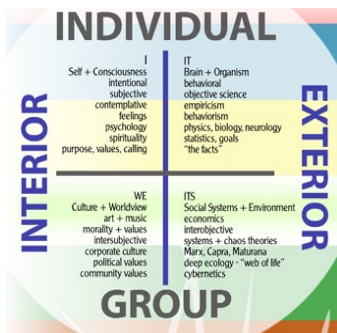 INDIVIDUAL
INTERIOR
I
Self + Consciousness
intentional
subjective
contemplative
feelings
psychology
spirituality
purpose, values, calling
IT
Brain + Organism
behavioral
objective science
empiricism
behaviorism
physics, biology, neurology
statistics, goals
"the facts"
EXTERIOR
WE
Culture + Worldview
art + music
morality + values
intersubjective
corporate culture
political values
community values
ITS
Social Systems + Environment
economics
interobjective
systems + chaos theories
Marx, Capra, Maturana
deep ecology - "web of life"
cybernetics
GROUP